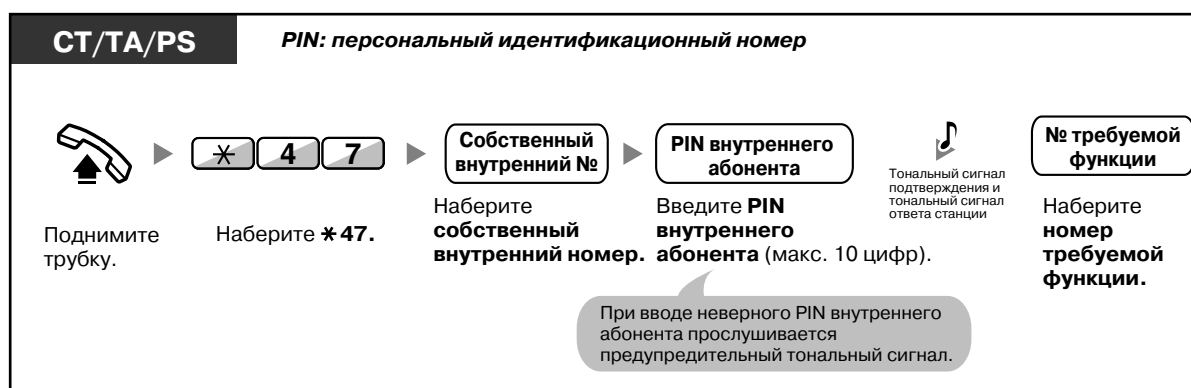 CT/TA/PS
PIN: персональный идентификационный номер
✳ 4 7
Собственный
внутренний №
PIN внутреннего
абонента
№ требуемой
функции
Тональный сигнал
подтверждения и
тональный сигнал
ответа станции
Поднимите
трубку.
Наберите ✳ 47.
Наберите
собственный
внутренний номер.
Введите PIN
внутреннего
абонента (макс. 10 цифр).
Наберите
номер
требуемой
функции.
При вводе неверного PIN внутреннего
абонента прослушивается
предупредительный тональный сигнал.